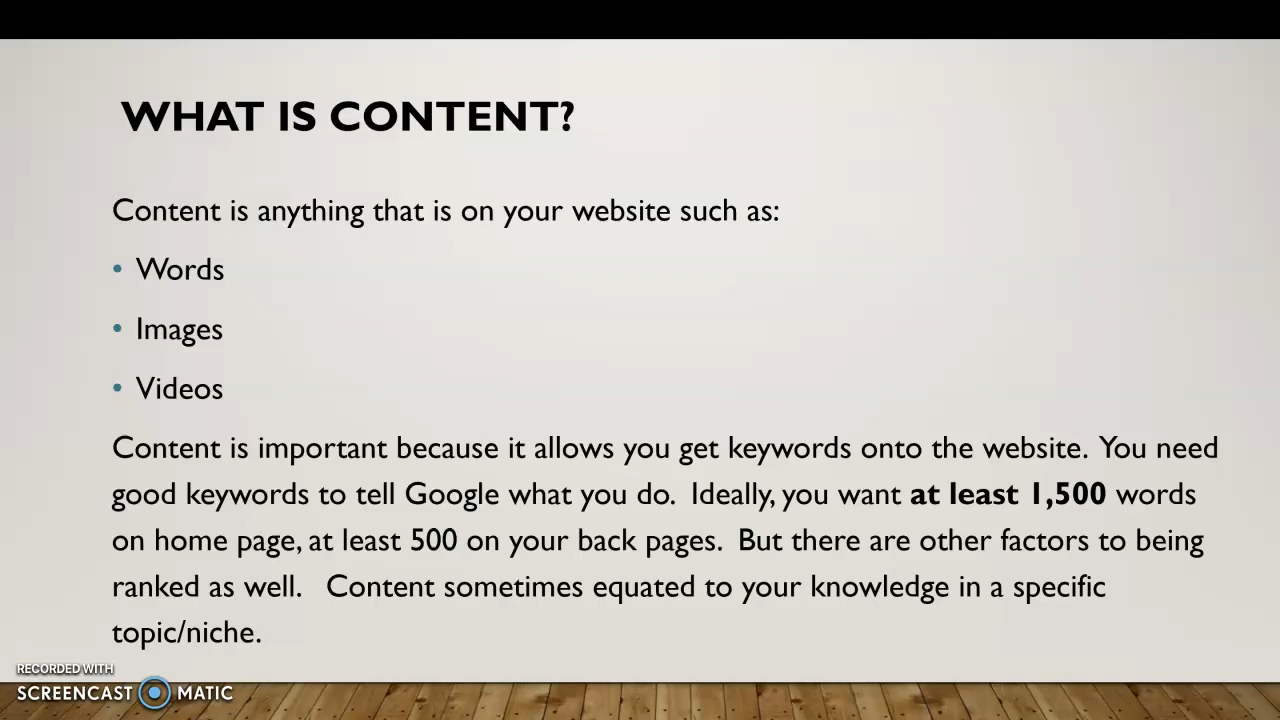 WHAT IS CONTENT?
Content is anything that is on your website such as:
• Words
• Images
• Videos
Content is important because it allows you get keywords onto the website. You need
good keywords to tell Google what you do. Ideally, you want at least 1,500 words
on home page, at least 500 on your back pages. But there are other factors to being
ranked as well. Content sometimes equated to your knowledge in a specific
topic/niche.
RECORDED WITH
SCREENCAST MATIC